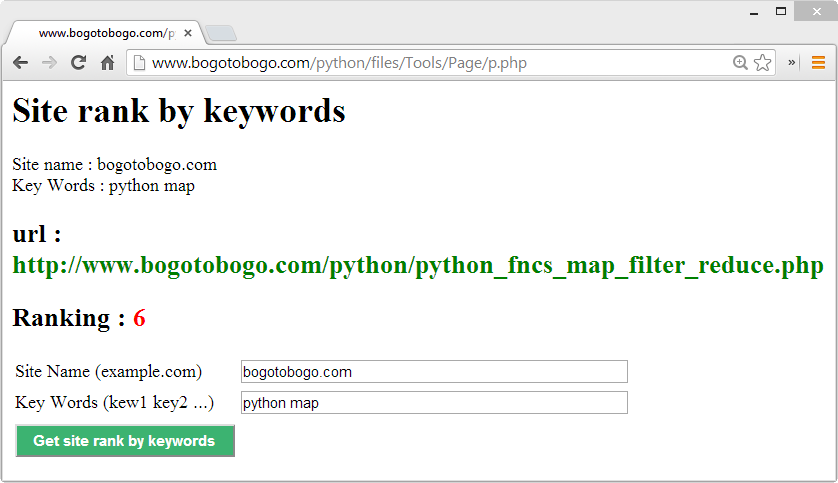 www.bogotobogo.com/p
www.bogotobogo.com/python/files/Tools/Page/p.php
Site rank by keywords
Site name : bogotobogo.com
Key Words : python map
url :
http://www.bogotobogo.com/python/python_fncs_map_filter_reduce.php
Ranking : 6
Site Name (example.com) bogotobogo.com
Key Words (kew1 key2 ...) python map
Get site rank by keywords